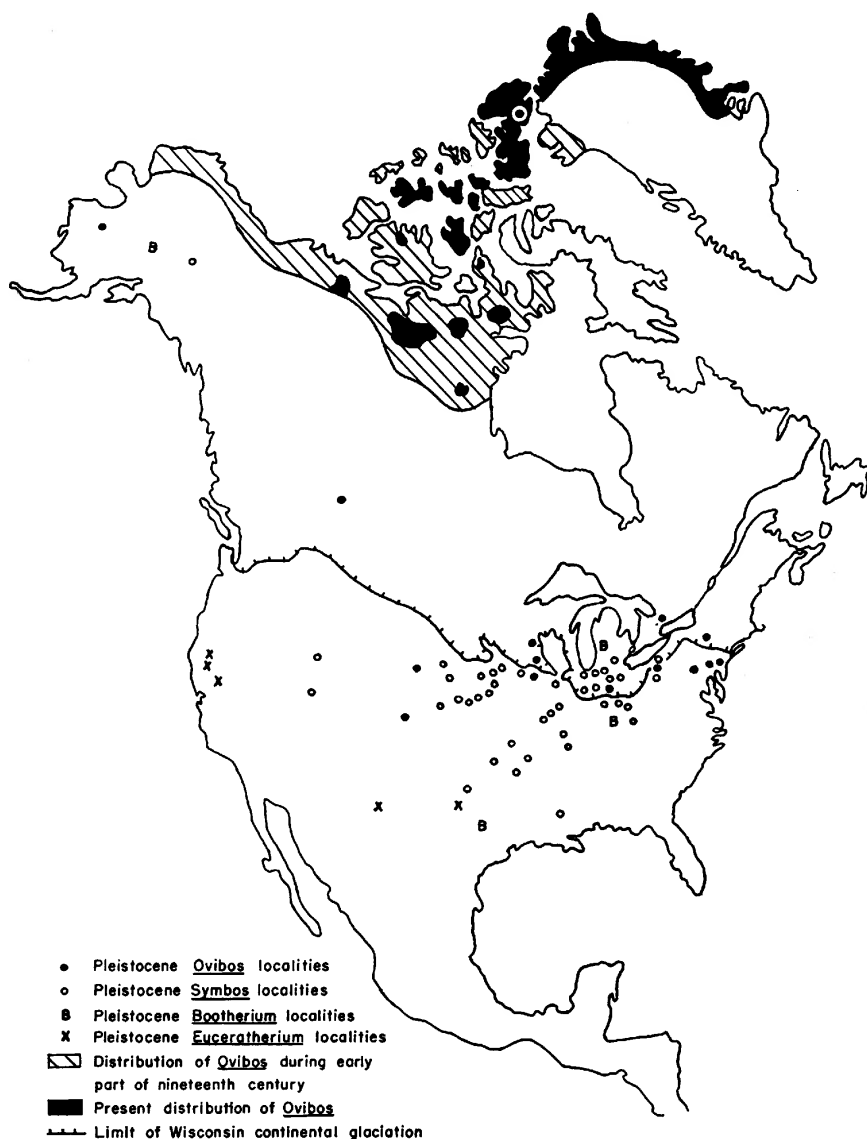 B
B
B
B
x
x
x
x
x
Pleistocene Ovibos localities
Pleistocene Symbos localities
B Pleistocene Bootherium localities
x Pleistocene Euceratherium localities
Distribution of Ovibos during early
part of nineteenth century
Present distribution of Ovibos
Limit of Wisconsin continental glaciation